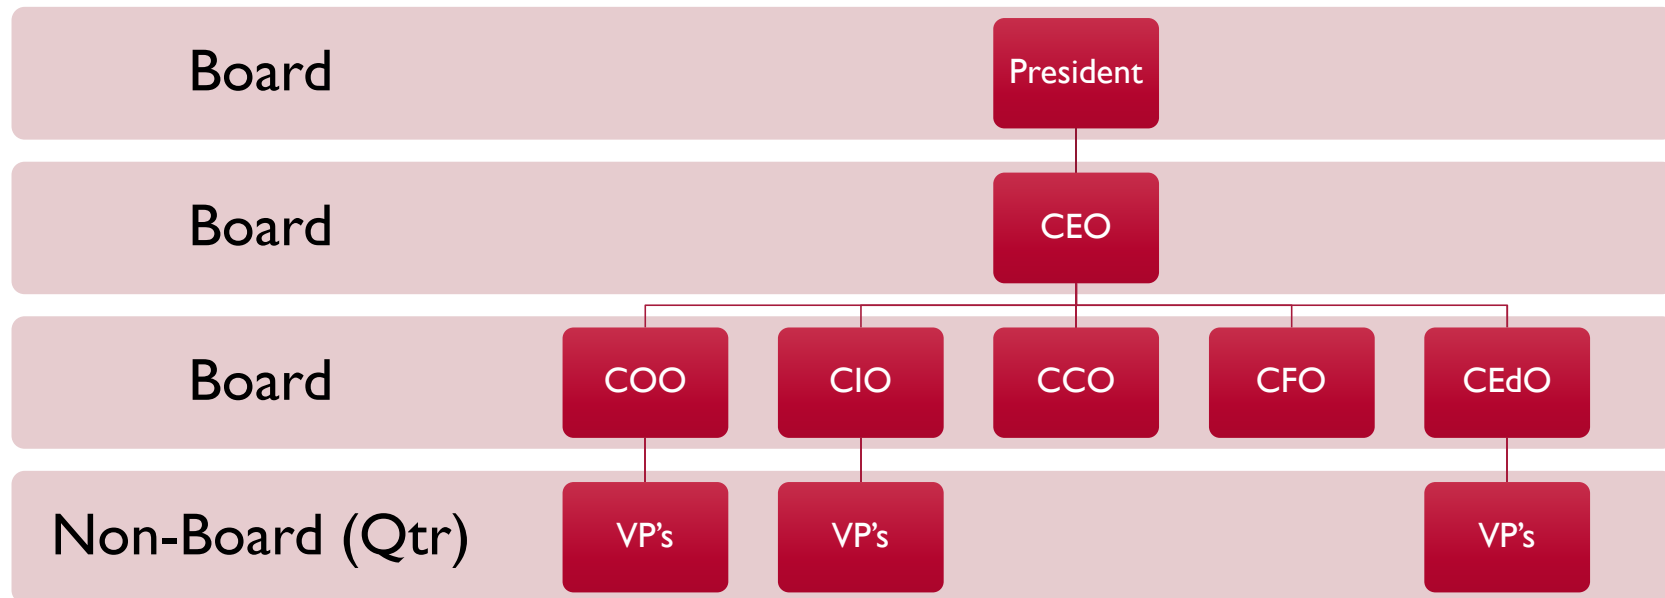 Board
President
Board
CEO
Board
COO
CIO
CCO
CFO
CEdO
Non-Board (Qtr)
VP’s
VP’s
VP’s